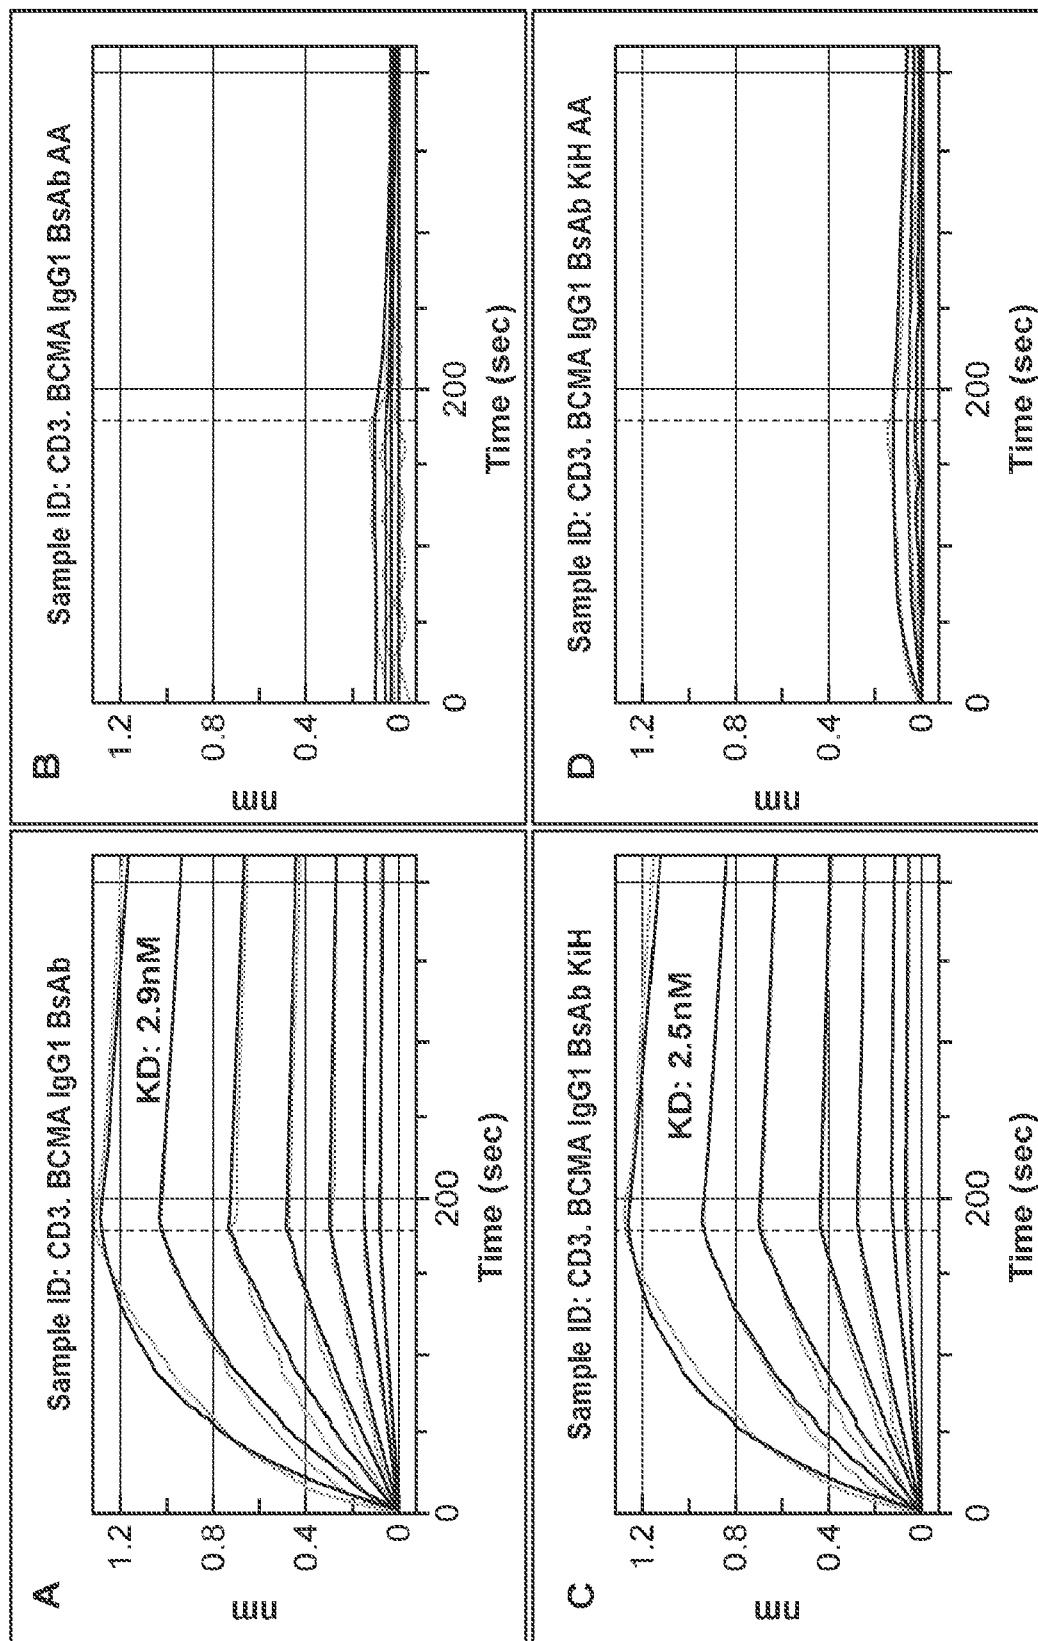 A
Sample ID: CD3. BCMA IgG1 BsAb
nm
1.2
0.8
0.4
0
KD: 2.9nM
0
200
Time (sec)
B
Sample ID: CD3. BCMA IgG1 BsAb AA
nm
1.2
0.8
0.4
0
0
200
Time (sec)
C
Sample ID: CD3. BCMA IgG1 BsAb KiH
nm
1.2
0.8
0.4
0
KD: 2.5nM
0
200
Time (sec)
D
Sample ID: CD3. BCMA IgG1 BsAb KiH AA
nm
1.2
0.8
0.4
0
0
200
Time (sec)